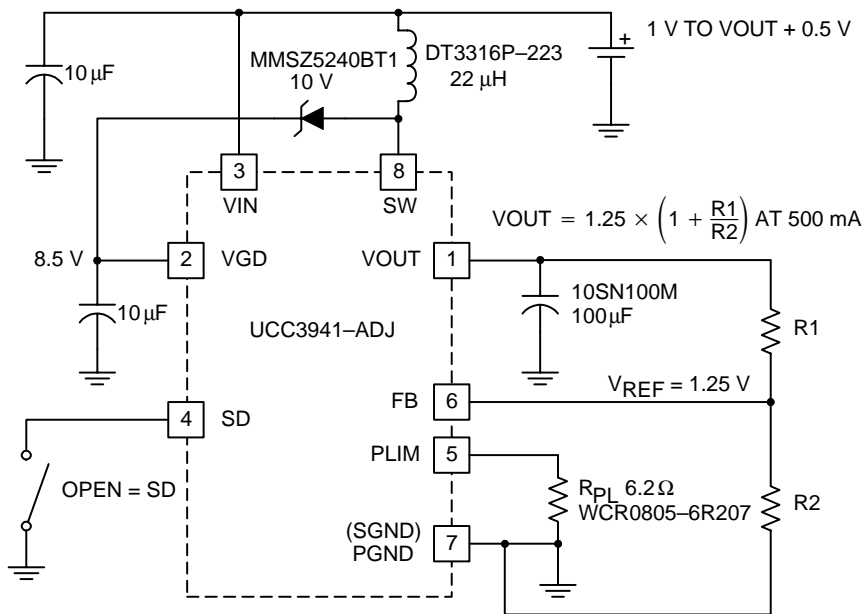 1 V TO VOUT + 0.5 V
10 µF
MMSZ5240BT1
10 V
DT3316P–223
22 µH
+
3
8
VIN
SW
VOUT = 1.25 × (1 + R1/R2) AT 500 mA
8.5 V
2
VGD
VOUT
1
10 µF
10SN100M
100 µF
UCC3941–ADJ
R1
VREF = 1.25 V
4
SD
FB
6
PLIM
5
OPEN = SD
RPL 6.2 Ω
WCR0805–6R207
R2
(SGND)
PGND
7